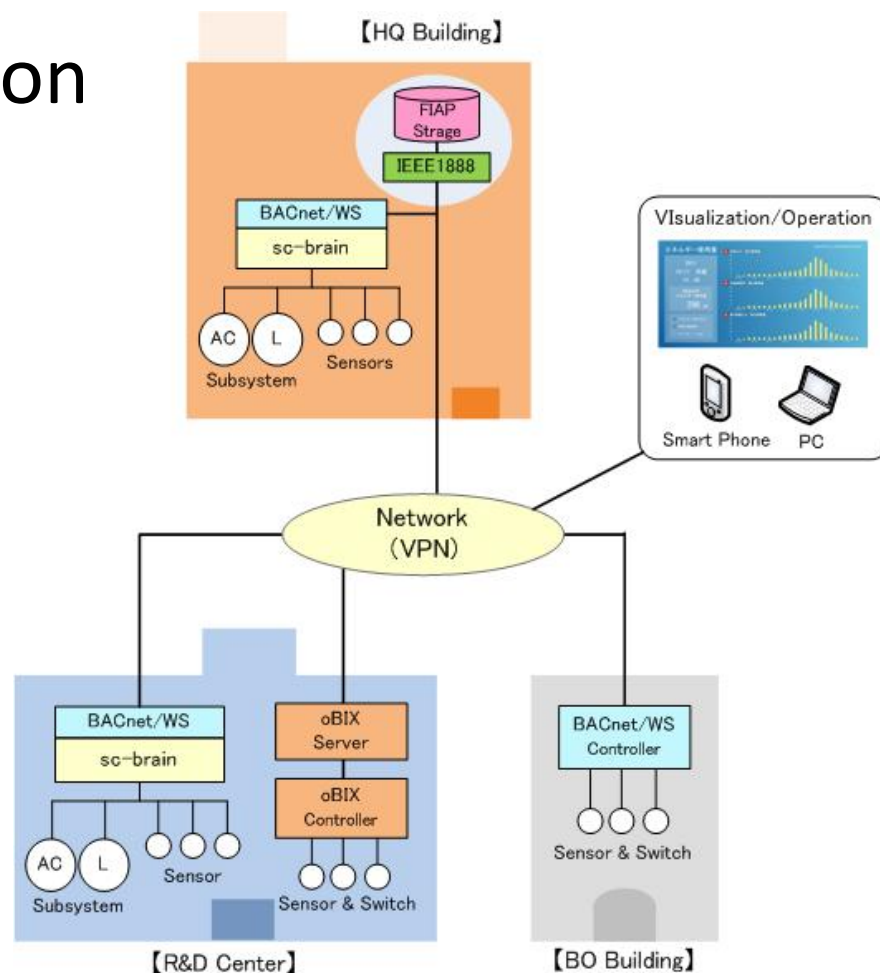 on
【HQ Building】
FIAP
Strage
IEEE1888
BACnet/WS
sc-brain
AC
L
Subsystem
Sensors
VIsualization/Operation
Smart Phone
PC
Network
(VPN)
BACnet/WS
sc-brain
AC
L
Subsystem
Sensor
oBIX
Server
oBIX
Controller
Sensor & Switch
BACnet/WS
Controller
Sensor & Switch
【R&D Center】
【BO Building】